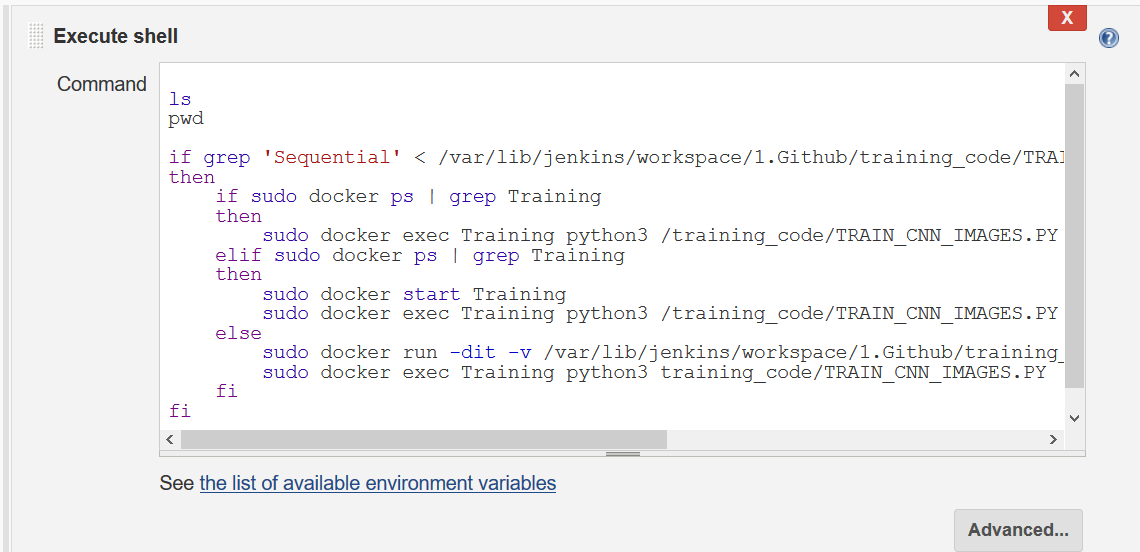 X
Execute shell
Command
ls
pwd
if grep 'Sequential' < /var/lib/jenkins/workspace/1.Github/training_code/TRAI
then
if sudo docker ps | grep Training
then
sudo docker exec Training python3 /training_code/TRAIN_CNN_IMAGES.PY
elif sudo docker ps | grep Training
then
sudo docker start Training
sudo docker exec Training python3 /training_code/TRAIN_CNN_IMAGES.PY
else
sudo docker run -dit -v /var/lib/jenkins/workspace/1.Github/training_
sudo docker exec Training python3 training_code/TRAIN_CNN_IMAGES.PY
fi
fi
See the list of available environment variables
Advanced...